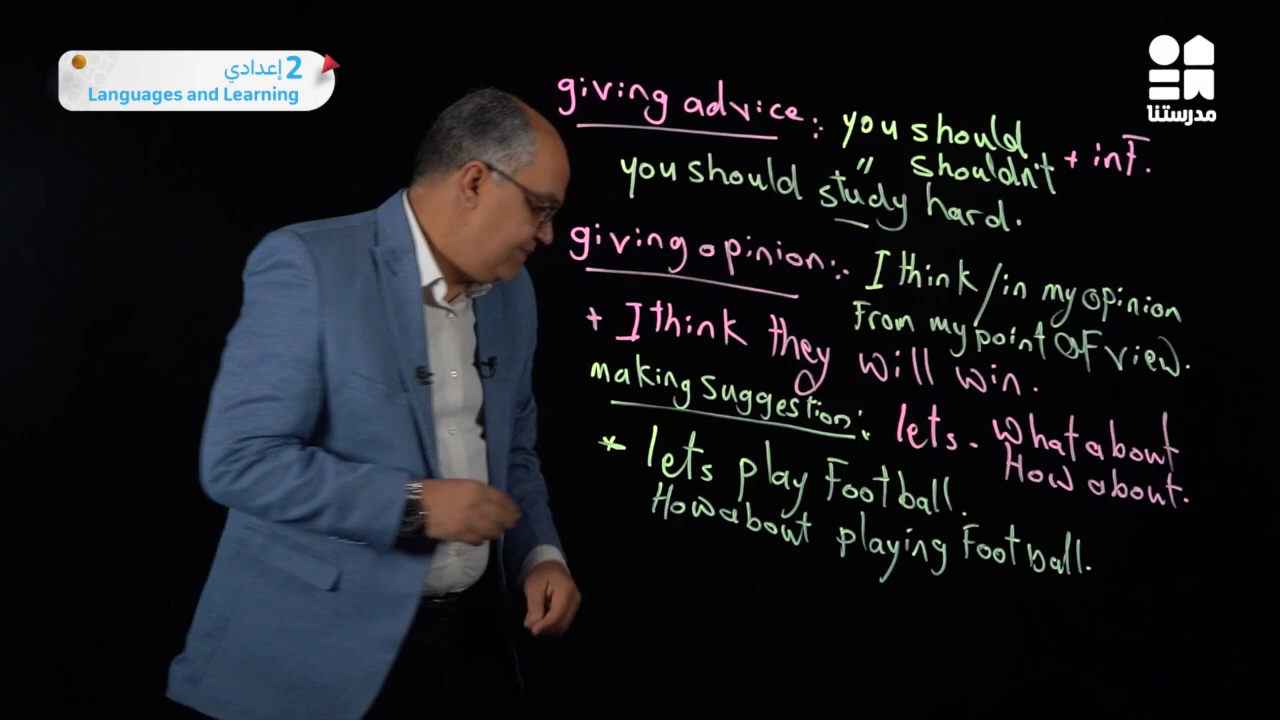 2 إعدادي
Languages and Learning
مدرستنا
giving advice: you should
" shouldn't + inf.
you should study hard.
giving opinion:- I think / in my opinion
From my point of view.
+ I think they will win.
making suggestion: lets - what about
How about.
* lets play Football.
How about playing Football.